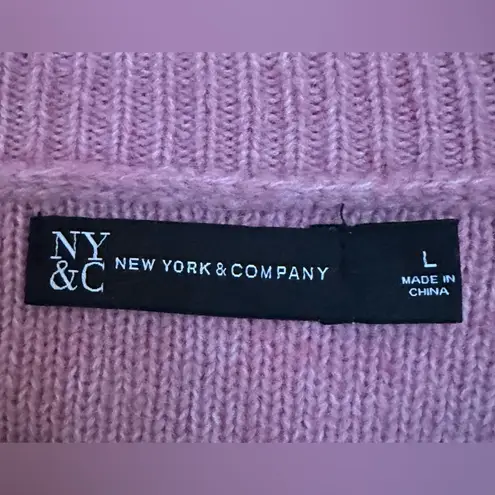 NY
&C
NEW YORK & COMPANY
L
MADE IN
CHINA